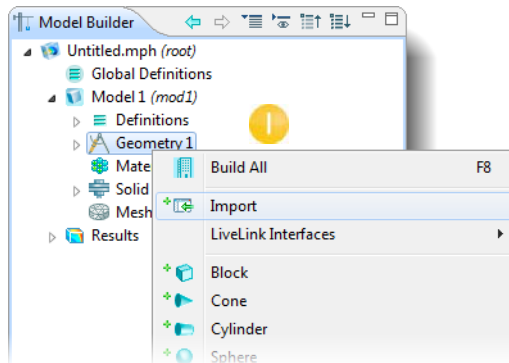 Model Builder
Untitled.mph (root)
Global Definitions
Model 1 (mod1)
Definitions
Geometry 1
Mate
Build All F8
Solid
Import
Mesh
LiveLink Interfaces
Results
Block
Cone
Cylinder
Sphere